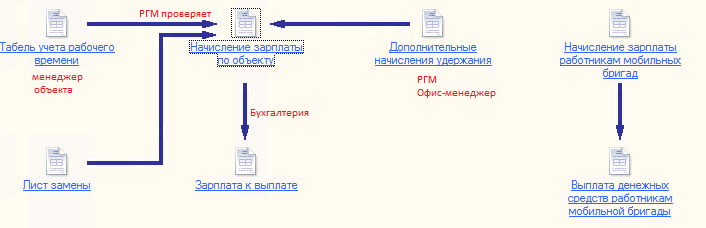 РГМ проверяет
Табель учета рабочего
времени
менеджер
объекта
Начисление зарплаты
по объекту
Дополнительные
начисления удержания
РГМ
Офис-менеджер
Начисление зарплаты
работникам мобильных
бригад
Бухгалтерия
Лист замены
Зарплата к выплате
Выплата денежных
средств работникам
мобильной бригады